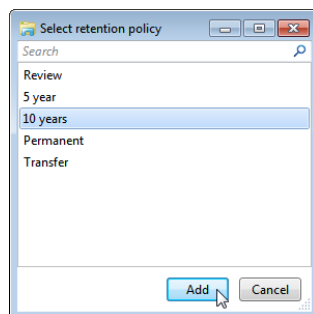 Select retention policy
Search
Review
5 year
10 years
Permanent
Transfer
Add Cancel